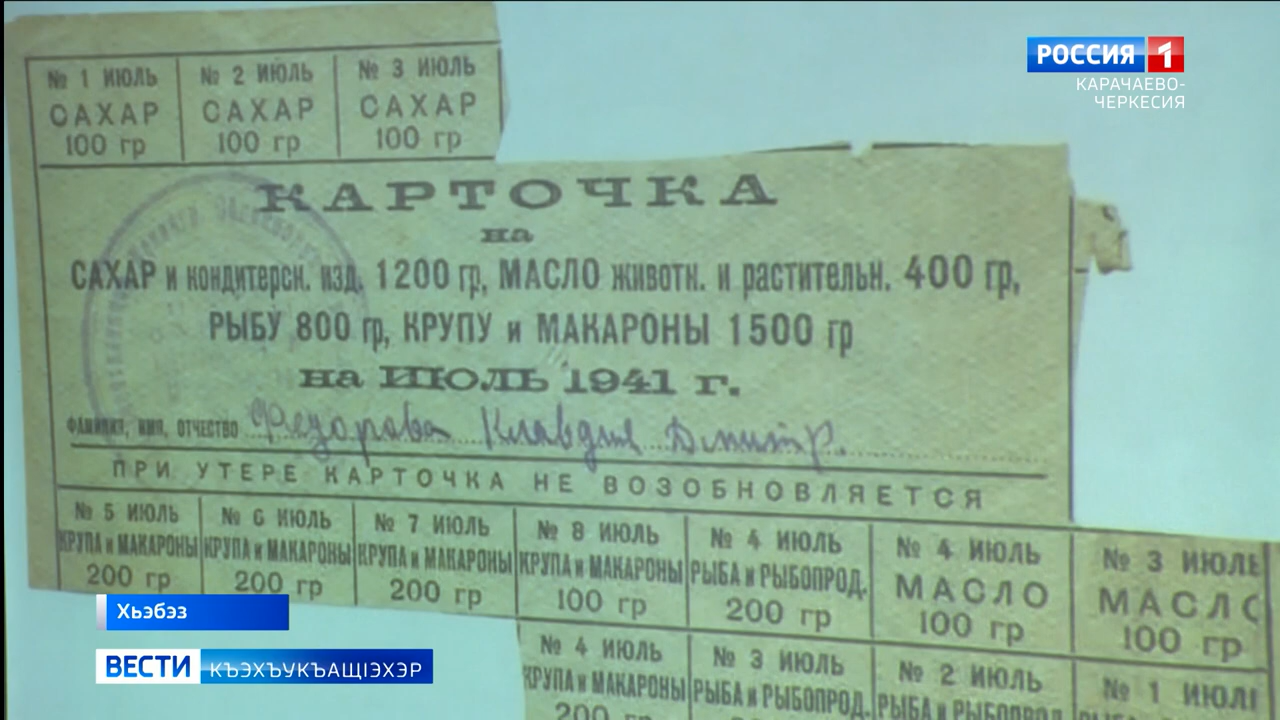 РОССИЯ 1
КАРАЧАЕВО-
ЧЕРКЕСИЯ
№ 1 ИЮЛЬ № 2 ИЮЛЬ № 3 ИЮЛЬ
САХАР САХАР САХАР
100 гр 100 гр 100 гр
КАРТОЧКА
на
САХАР и кондитерск. изд. 1200 гр, МАСЛО животн. и растительн. 400 гр,
РЫБУ 800 гр, КРУПУ и МАКАРОНЫ 1500 гр
на ИЮЛЬ 1941 г.
ФАМИЛИЯ, ИМЯ, ОТЧЕСТВО Федорова Клавдия Дмитр.
ПРИ УТЕРЕ КАРТОЧКА НЕ ВОЗОБНОВЛЯЕТСЯ
№ 5 ИЮЛЬ № 6 ИЮЛЬ № 7 ИЮЛЬ № 8 ИЮЛЬ № 4 ИЮЛЬ № 4 ИЮЛЬ № 3 ИЮЛЬ
КРУПА и МАКАРОНЫ КРУПА и МАКАРОНЫ КРУПА и МАКАРОНЫ КРУПА и МАКАРОНЫ РЫБА и РЫБОПРОД. МАСЛО МАСЛО
200 гр 200 гр 200 гр 100 гр 200 гр 100 гр 100 гр
№ 4 ИЮЛЬ № 3 ИЮЛЬ № 2 ИЮЛЬ № 1 ИЮЛЬ
КРУПА и МАКАРОНЫ РЫБА и РЫБОПРОД. РЫБА и РЫБОПРОД
200 гр
Хьэбэз
ВЕСТИ КЪЭХЪУКЪАЩIЭХЭР